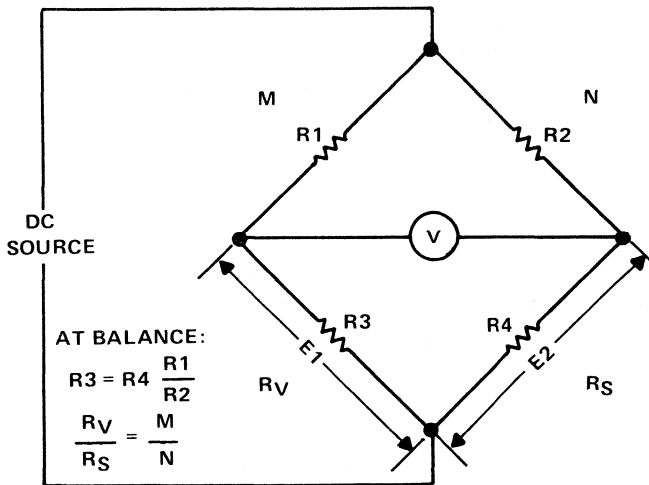 M
N
R1
R2
DC
SOURCE
V
R3
R4
E1
E2
AT BALANCE:
R3 = R4 R1/R2
RV
RS
RV/RS = M/N